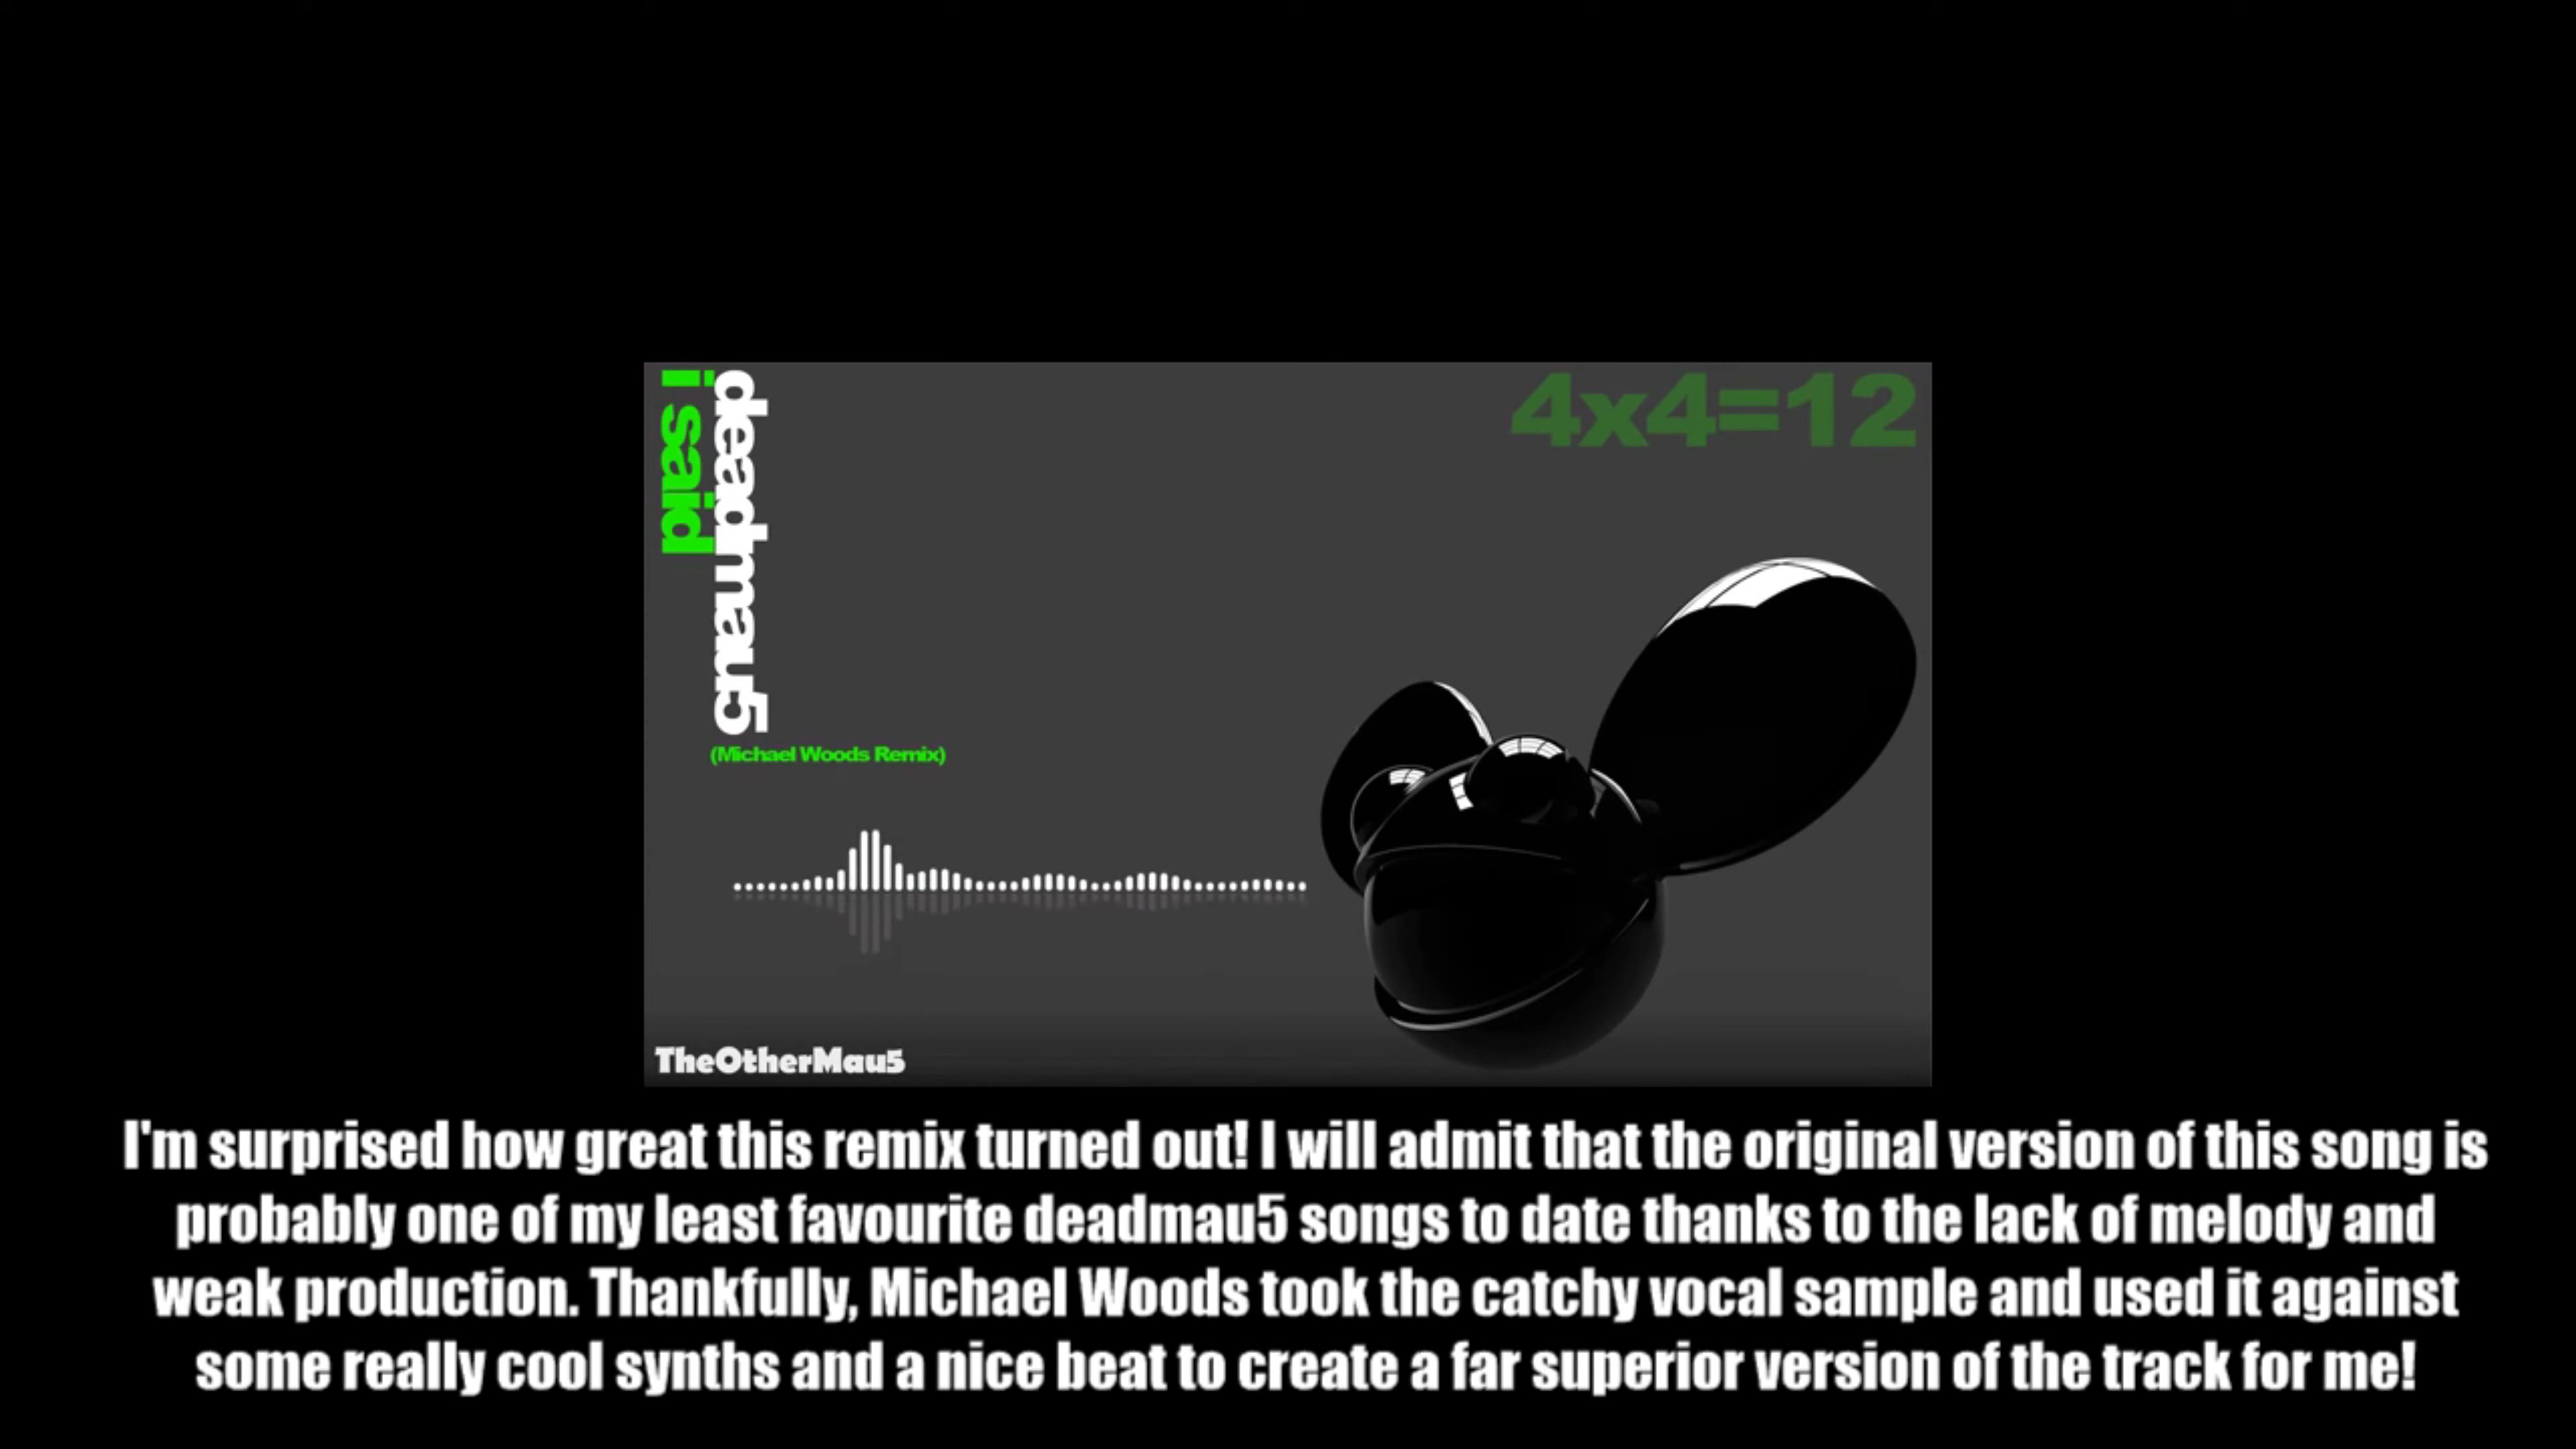 i said
deadmau5
4x4=12
(Michael Woods Remix)
TheOtherMau5
I'm surprised how great this remix turned out! I will admit that the original version of this song is
probably one of my least favourite deadmau5 songs to date thanks to the lack of melody and
weak production. Thankfully, Michael Woods took the catchy vocal sample and used it against
some really cool synths and a nice beat to create a far superior version of the track for me!